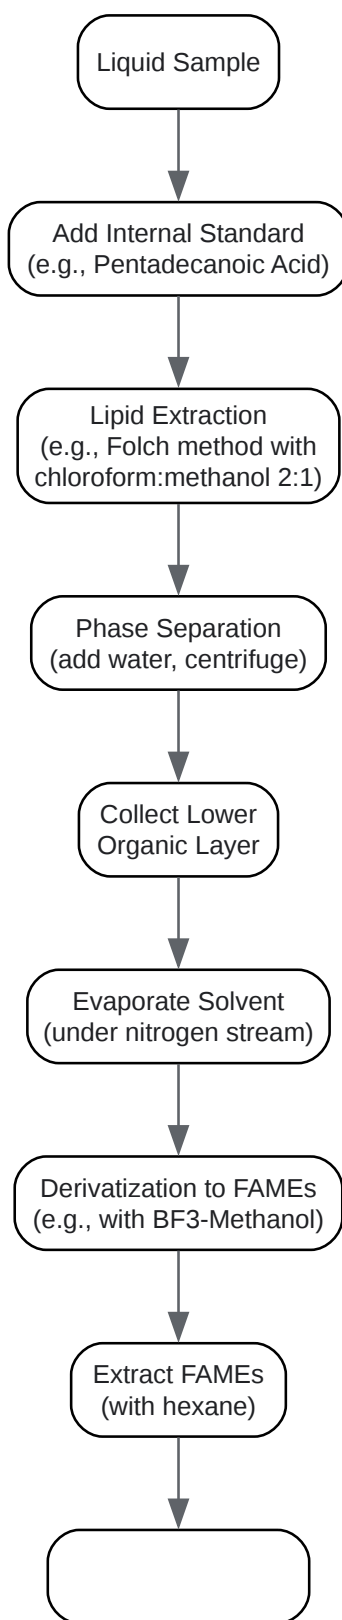 Liquid Sample
Add Internal Standard
(e.g., Pentadecanoic Acid)
Lipid Extraction
(e.g., Folch method with
chloroform:methanol 2:1)
Phase Separation
(add water, centrifuge)
Collect Lower
Organic Layer
Evaporate Solvent
(under nitrogen stream)
Derivatization to FAMEs
(e.g., with BF3-Methanol)
Extract FAMEs
(with hexane)